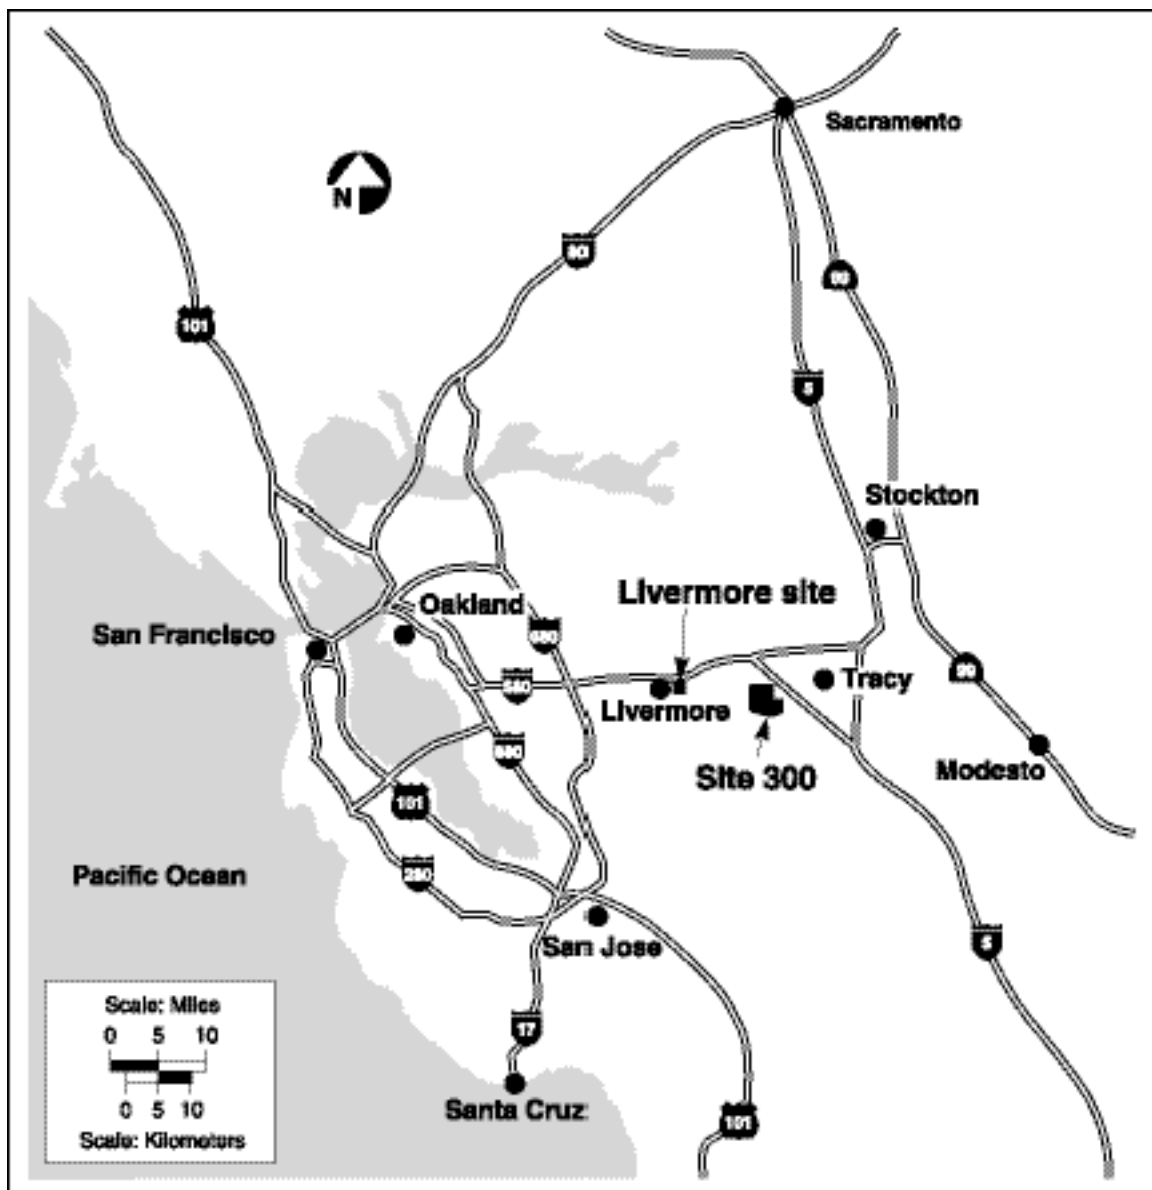 Sacramento
N
80
99
101
5
Stockton
Livermore site
Oakland
San Francisco
680
580
Tracy
Livermore
880
Modesto
Site 300
101
Pacific Ocean
280
5
San Jose
Scale: Miles
0 5 10
17
0 5 10
Santa Cruz
101
Scale: Kilometers